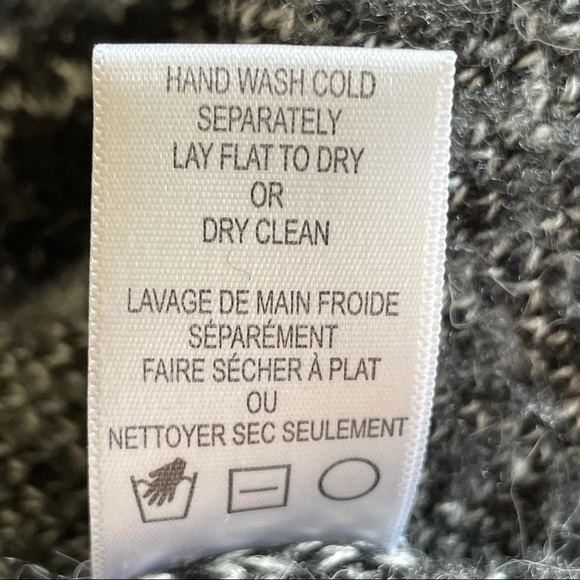 HAND WASH COLD
SEPARATELY
LAY FLAT TO DRY
OR
DRY CLEAN
LAVAGE DE MAIN FROIDE
SÉPARÉMENT
FAIRE SÉCHER À PLAT
OU
NETTOYER SEC SEULEMENT